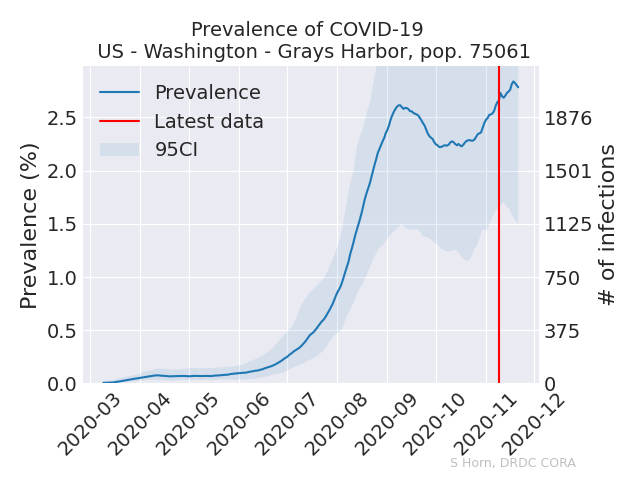 Prevalence of COVID-19
US - Washington - Grays Harbor, pop. 75061
Prevalence
Latest data
95CI
Prevalence (%)
2.5
2.0
1.5
1.0
0.5
0.0
1876
1501
1125
750
375
0
# of infections
2020-03
2020-04
2020-05
2020-06
2020-07
2020-08
2020-09
2020-10
2020-11
2020-12
S Horn, DRDC CORA